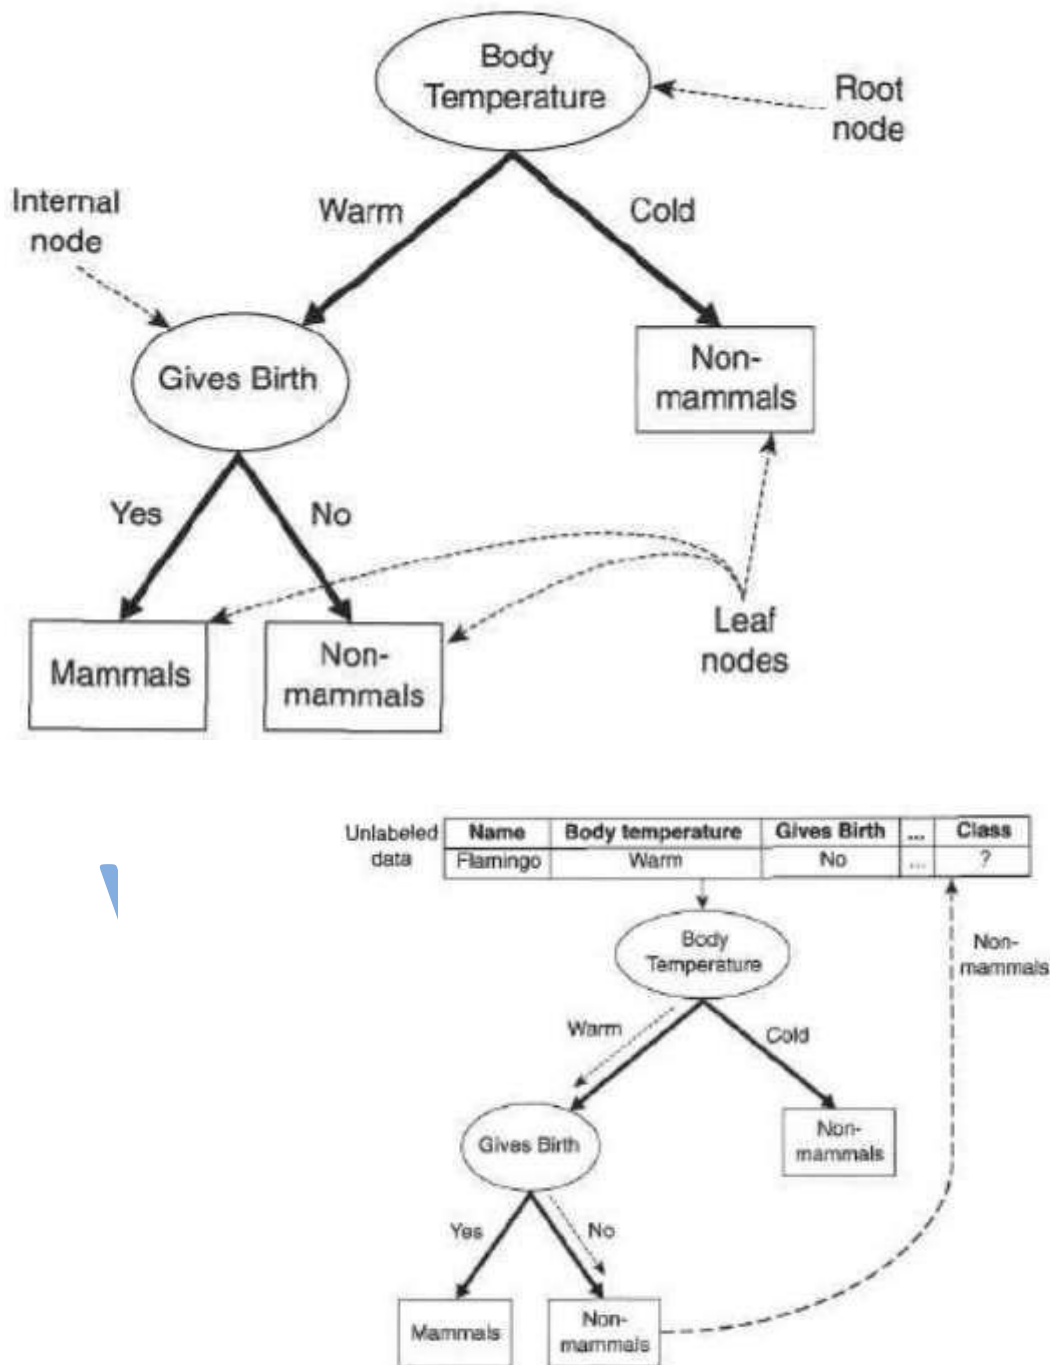 Body
Temperature
Root
node
Internal
node
Warm
Cold
Gives Birth
Non-
mammals
Yes
No
Mammals
Non-
mammals
Leaf
nodes
Unlabeled
data
Name Body temperature Gives Birth ... Class
Flamingo Warm No ... ?
Body
Temperature
Non-
mammals
Warm
Cold
Gives Birth
Non-
mammals
Yes
No
Mammals
Non-
mammals